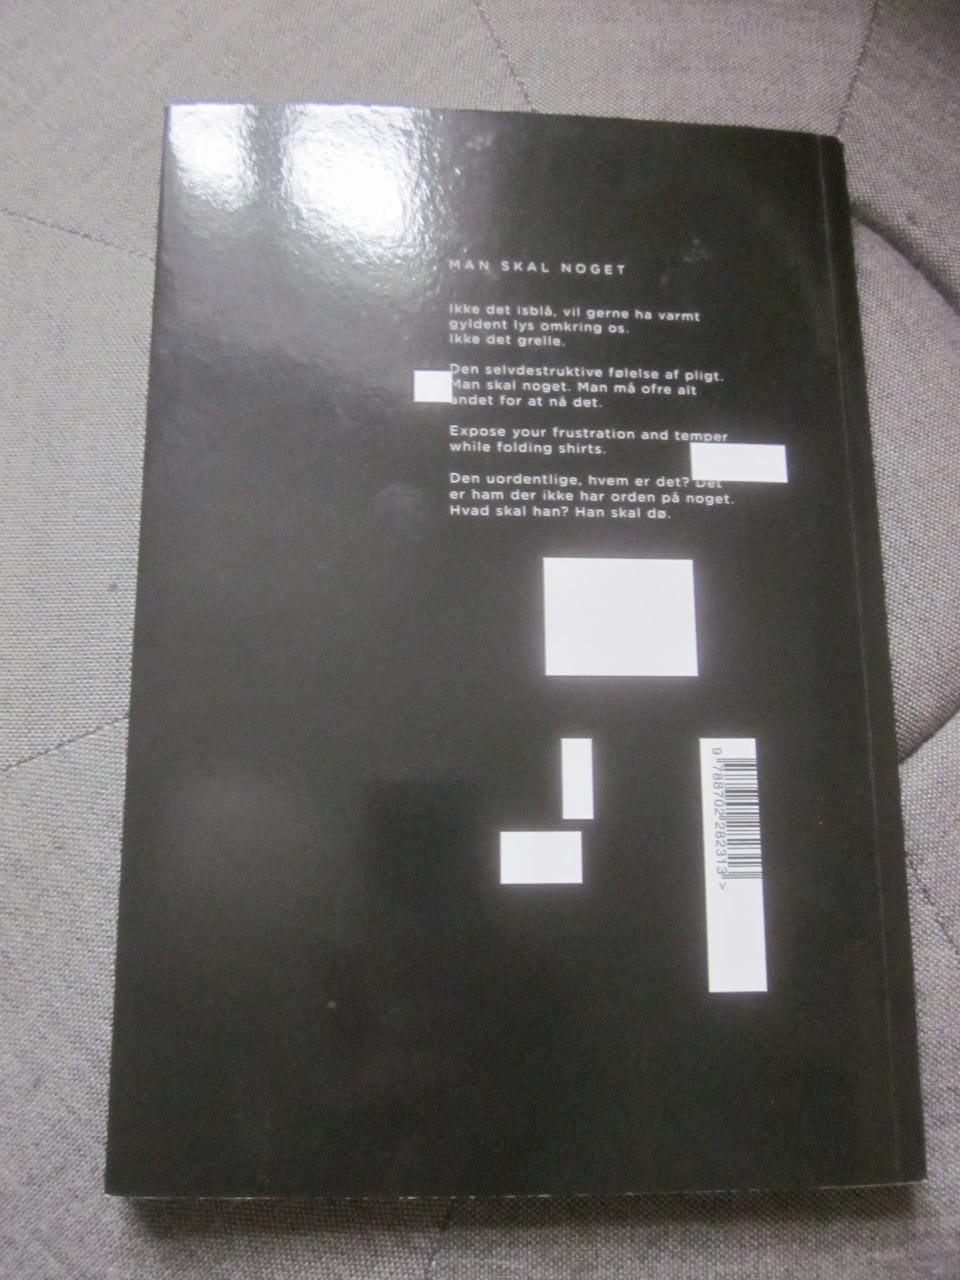 MAN SKAL NOGET
Ikke det isblå, vil gerne ha varmt
gyldent lys omkring os.
Ikke det grelle.
Den selvdestruktive følelse af pligt.
Man skal noget. Man må ofre alt
andet for at nå det.
Expose your frustration and temper
while folding shirts.
Den uordentlige, hvem er det? Det
er ham der ikke har orden på noget.
Hvad skal han? Han skal dø.
9 788702 282313 >